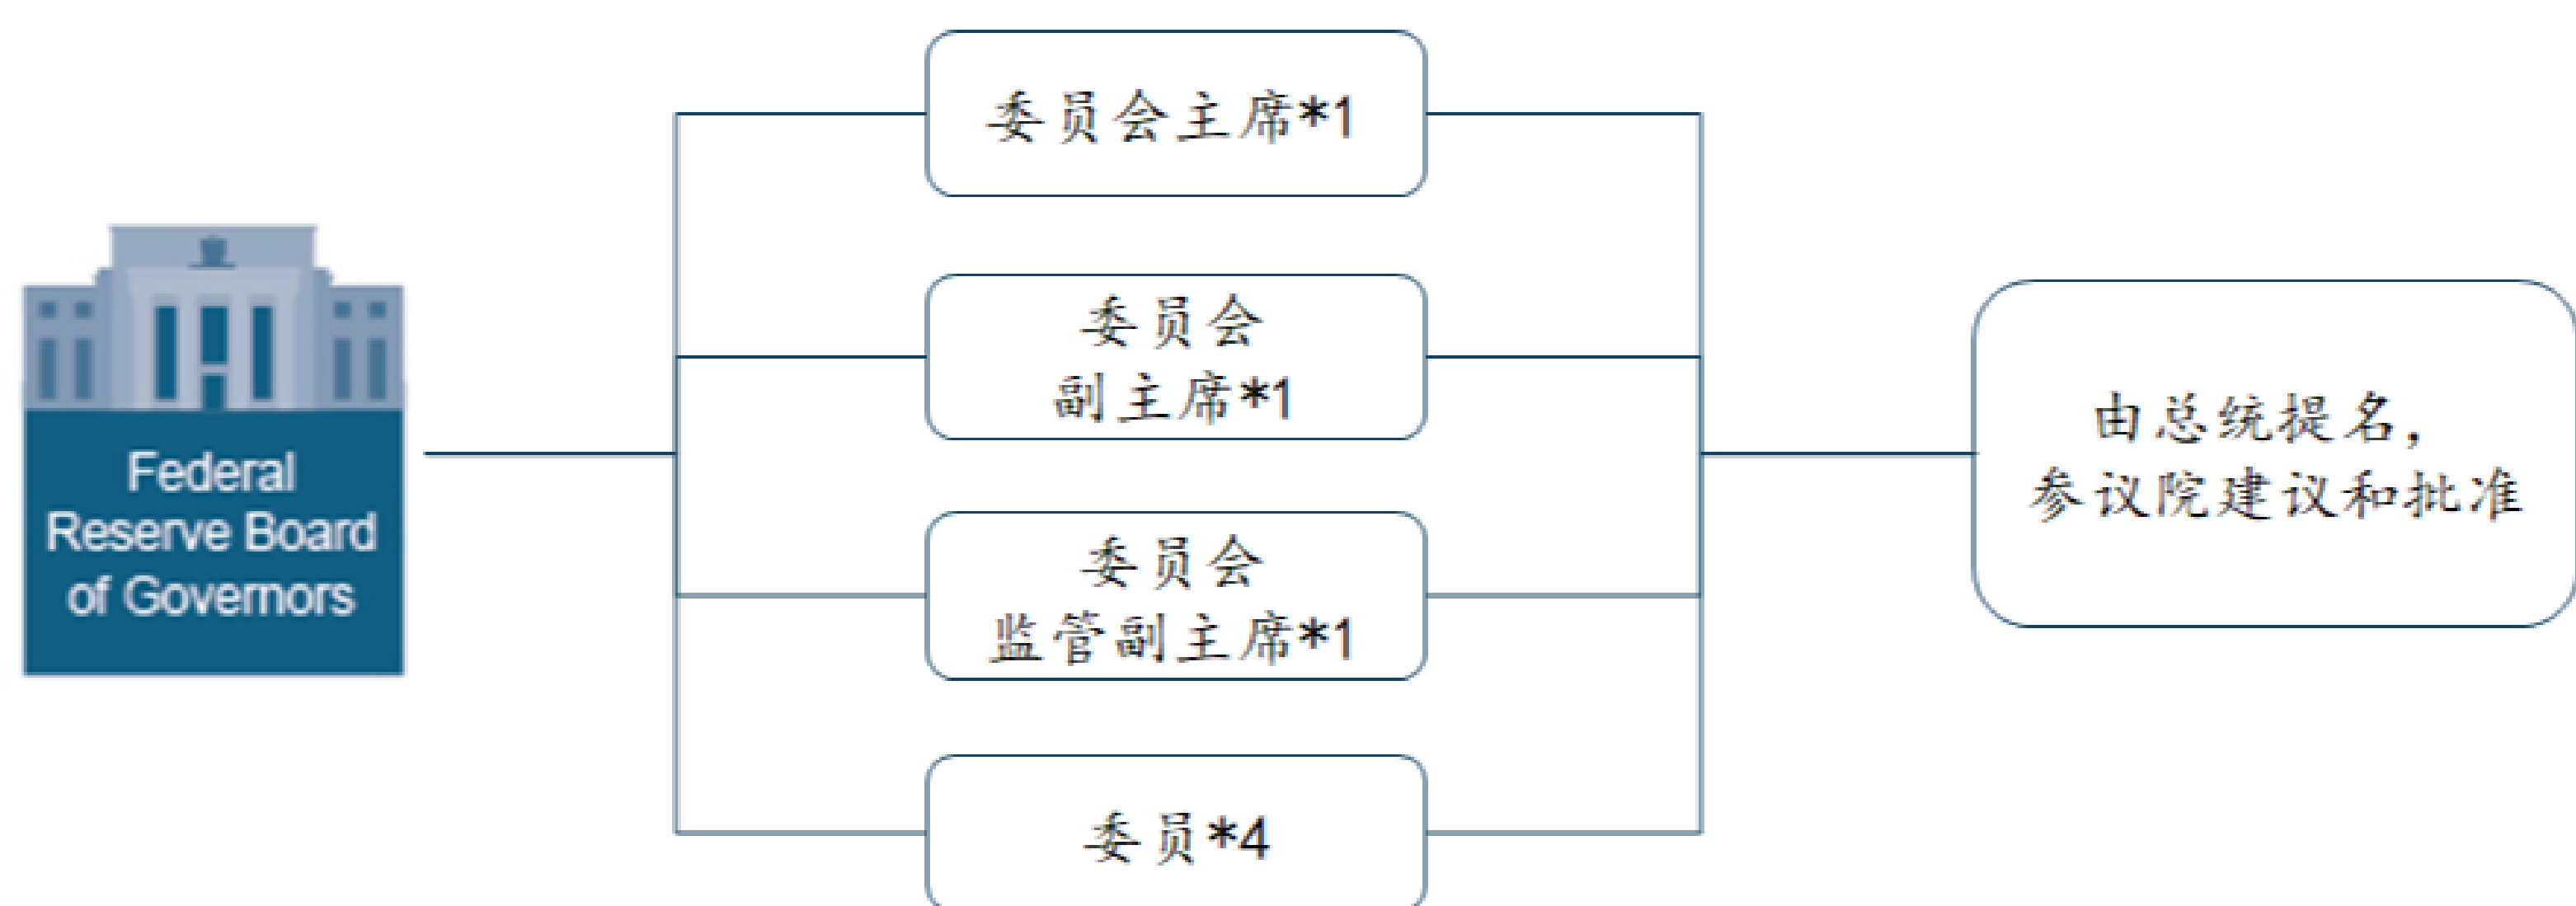 Federal
Reserve Board
of Governors
委员会主席*1
委员会
副主席*1
委员会
监管副主席*1
委员*4
由总统提名，
参议院建议和批准